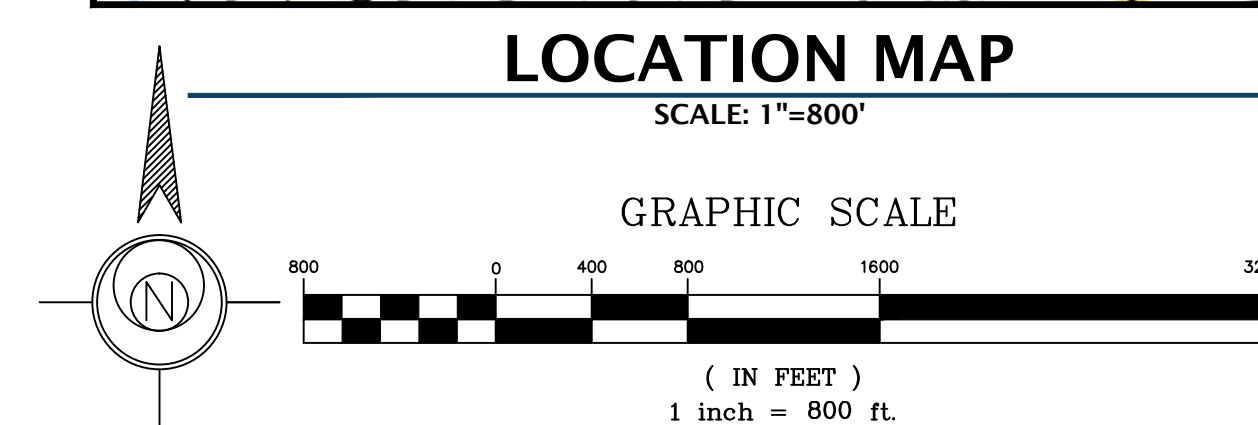 LOCATION MAP
SCALE: 1"=800'
GRAPHIC SCALE
800 0 400 800 1600
N
( IN FEET )
1 inch = 800 ft.